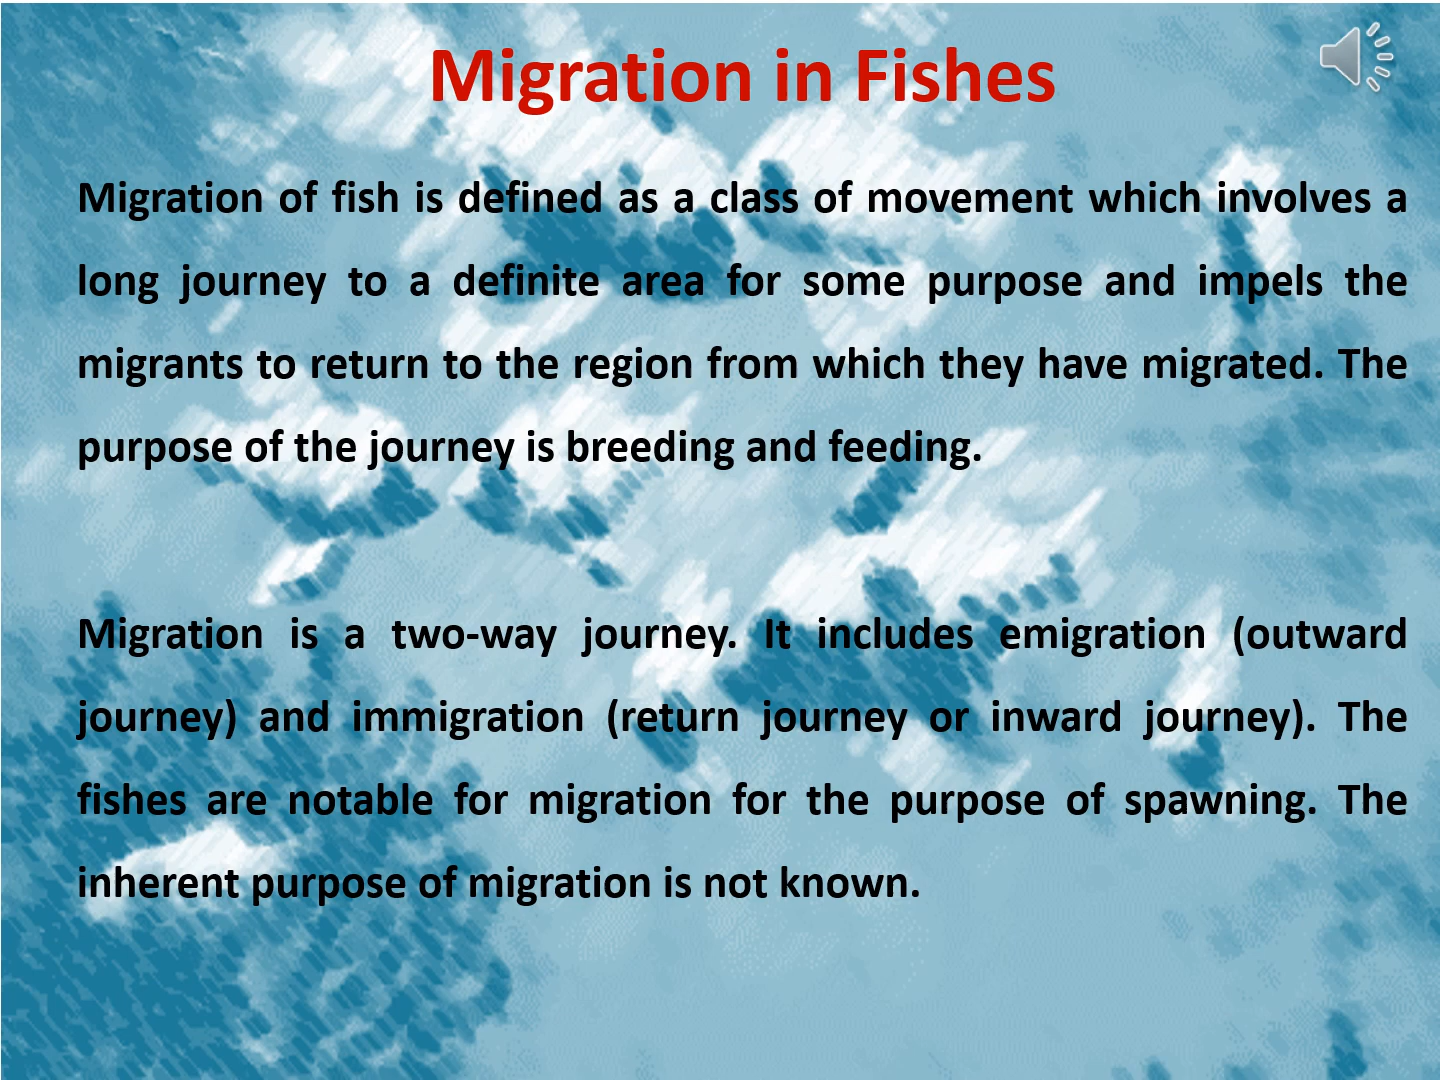 Migration in Fishes
Migration of fish is defined as a class of movement which involves a
long journey to a definite area for some purpose and impels the
migrants to return to the region from which they have migrated. The
purpose of the journey is breeding and feeding.
Migration is a two-way journey. It includes emigration (outward
journey) and immigration (return journey or inward journey). The
fishes are notable for migration for the purpose of spawning. The
inherent purpose of migration is not known.